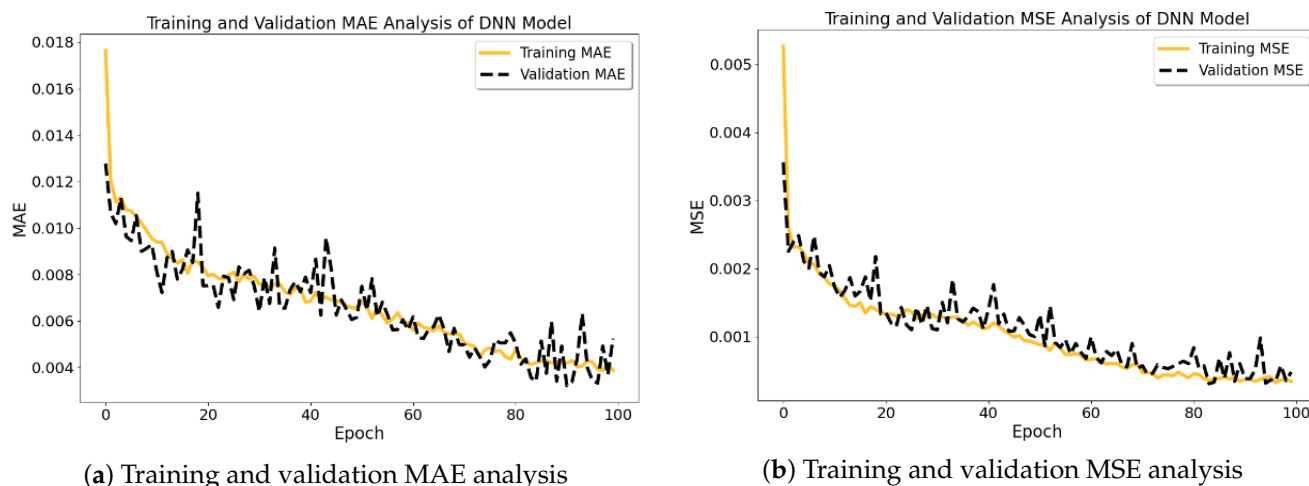 Training and Validation MAE Analysis of DNN Model
0.018
0.016
0.014
0.012
0.010
0.008
0.006
0.004
MAE
Training MAE
Validation MAE
0
20
40
60
80
100
Epoch
(a) Training and validation MAE analysis
Training and Validation MSE Analysis of DNN Model
0.005
0.004
0.003
0.002
0.001
MSE
Training MSE
Validation MSE
0
20
40
60
80
100
Epoch
(b) Training and validation MSE analysis